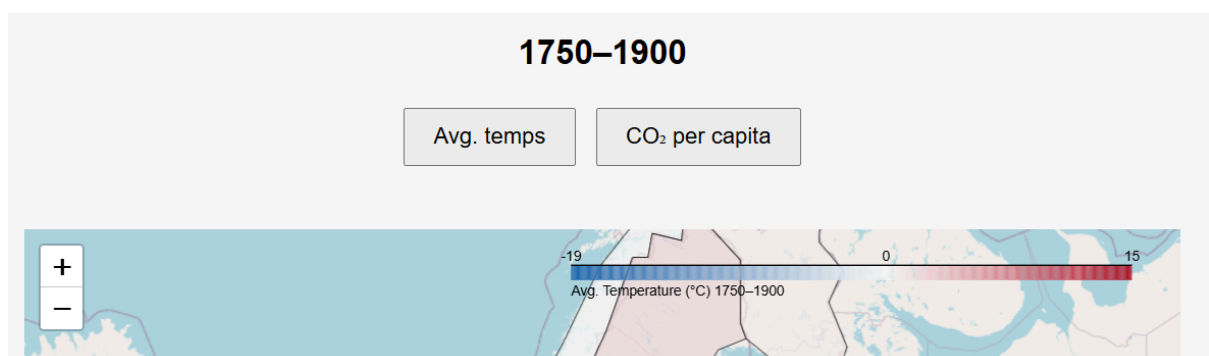 1750–1900
Avg. temps
CO₂ per capita
+
−
-19 0 15
Avg. Temperature (°C) 1750–1900